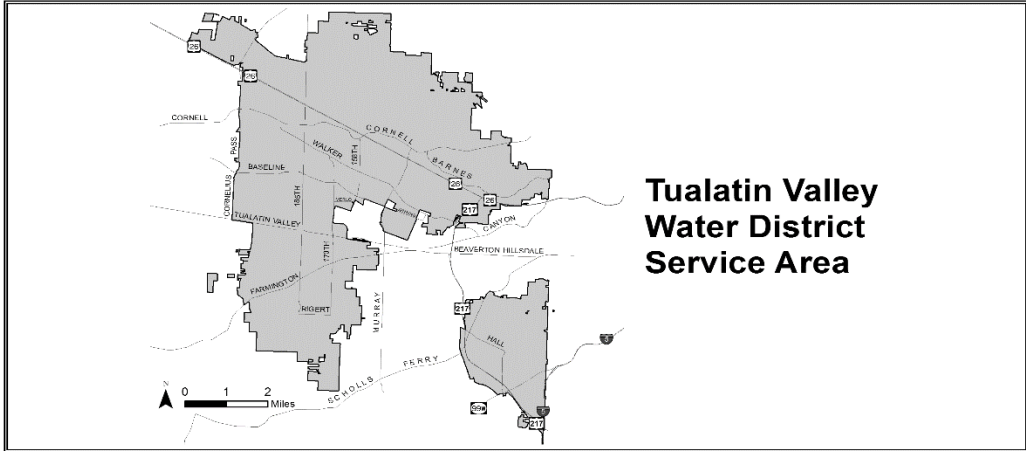 26
26
CORNELL
CORNELL
PASS
WALKER
158TH
BARNES
BASELINE
185TH
26
26
CORNELIUS
217
TUALATIN VALLEY
CANYON
170TH
BEAVERTON HILLSDALE
FARMINGTON
RIGERT
MURRAY
217
HALL
5
SCHOLLS FERRY
N
0 1 2
Miles
99W
5
217
Tualatin Valley
Water District
Service Area